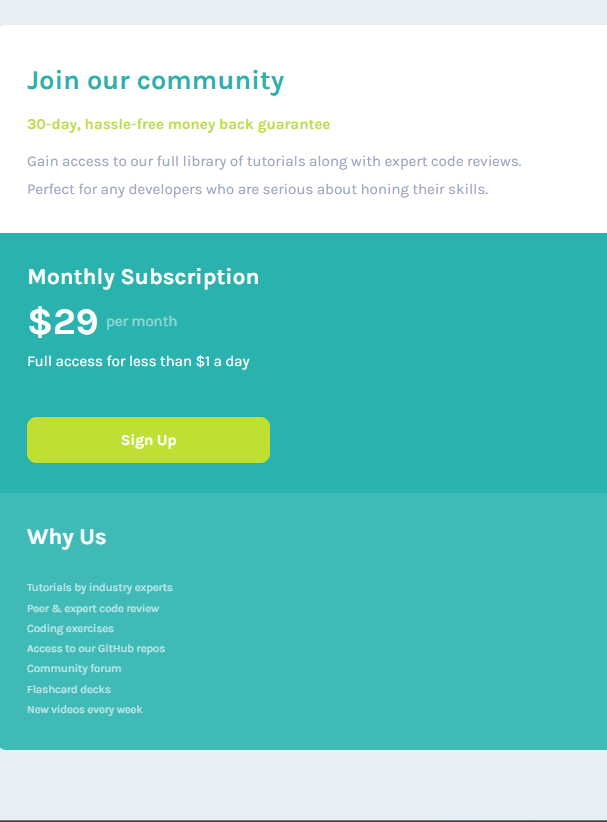 Join our community
30-day, hassle-free money back guarantee
Gain access to our full library of tutorials along with expert code reviews.
Perfect for any developers who are serious about honing their skills.
Monthly Subscription
$29 per month
Full access for less than $1 a day
Sign Up
Why Us
Tutorials by industry experts
Peer & expert code review
Coding exercises
Access to our GitHub repos
Community forum
Flashcard decks
New videos every week